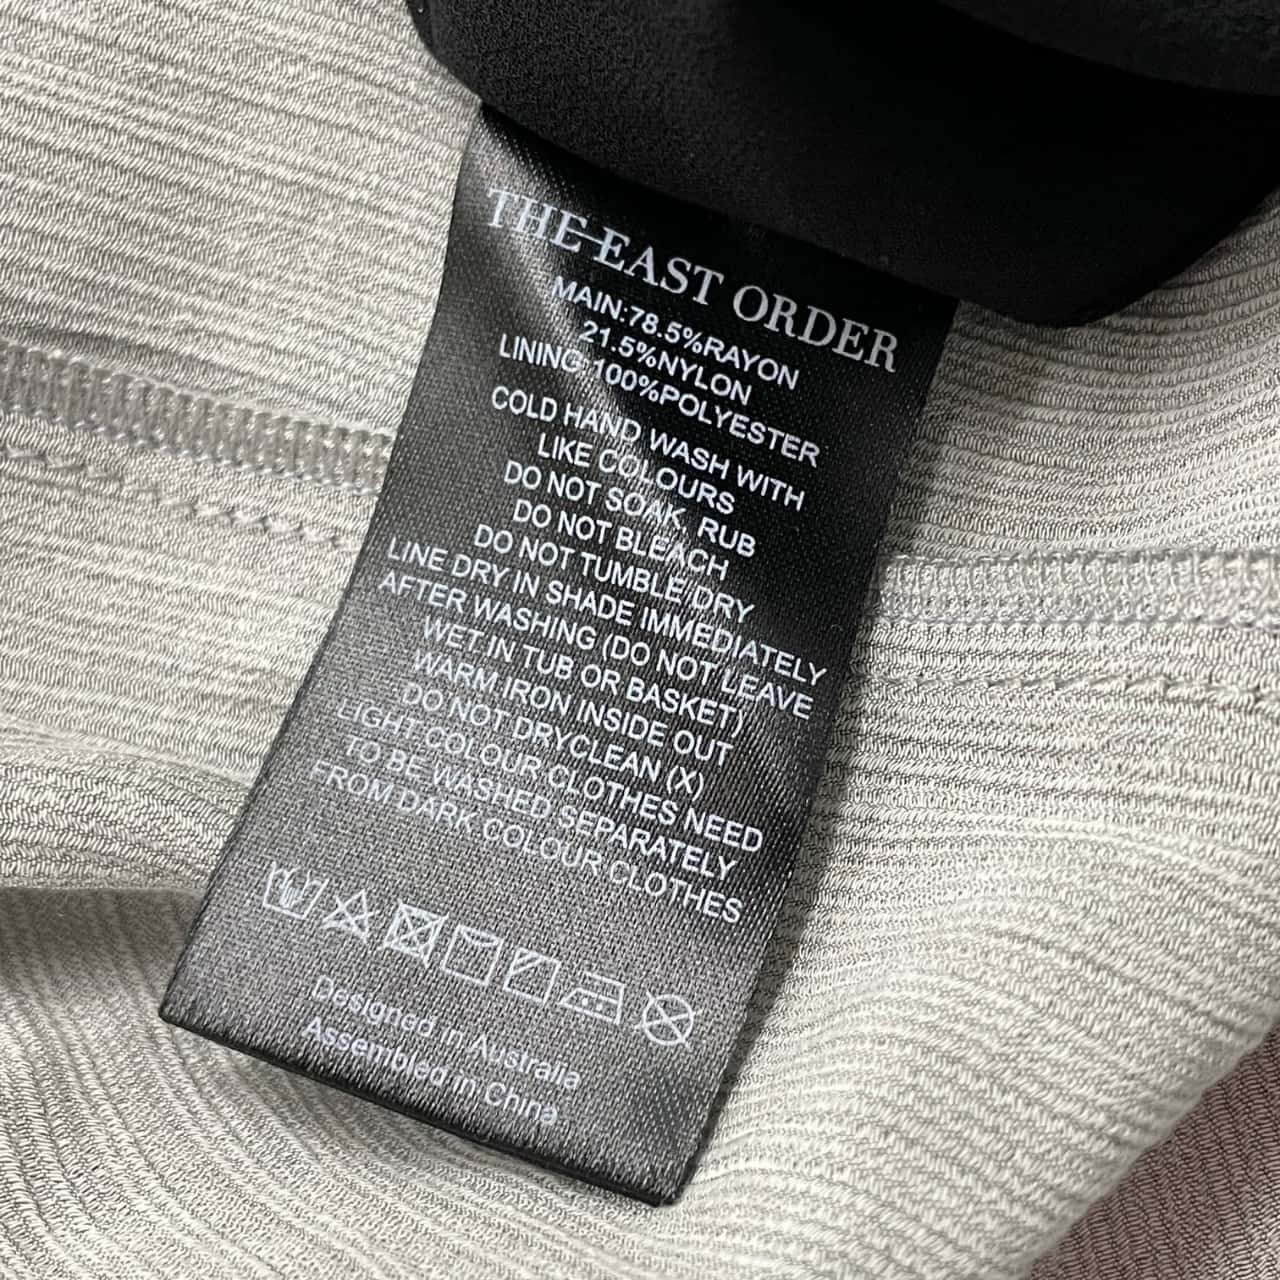 THE EAST ORDER
MAIN:78.5%RAYON
21.5%NYLON
LINING:100%POLYESTER
COLD HAND WASH WITH
LIKE COLOURS
DO NOT SOAK, RUB
DO NOT BLEACH
DO NOT TUMBLE DRY
LINE DRY IN SHADE IMMEDIATELY
AFTER WASHING (DO NOT LEAVE
WET IN TUB OR BASKET)
WARM IRON INSIDE OUT
DO NOT DRYCLEAN (X)
LIGHT COLOUR CLOTHES NEED
TO BE WASHED SEPARATELY
FROM DARK COLOUR CLOTHES
Designed in Australia
Assembled in China